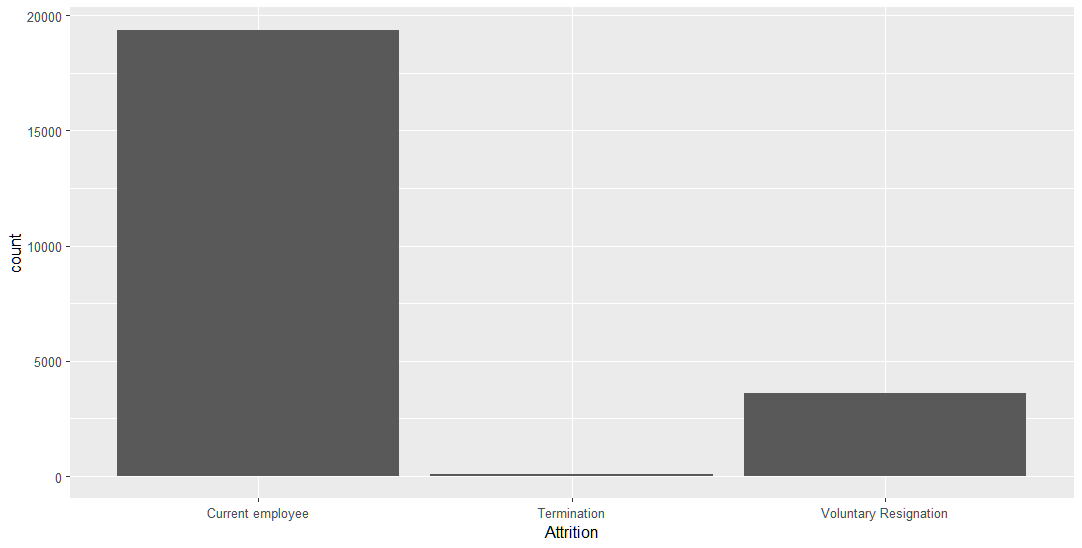 20000
15000
count
10000
5000
0
Current employee
Termination
Voluntary Resignation
Attrition